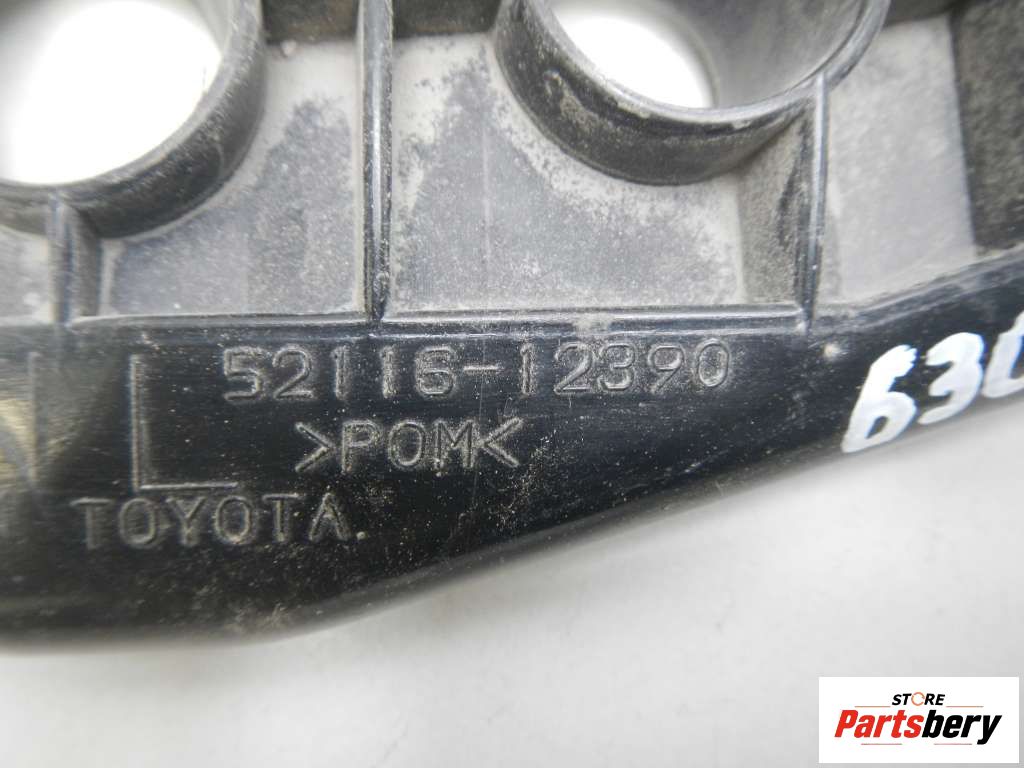 L 52116-12390
>POM<
TOYOTA
STORE
Partsbery